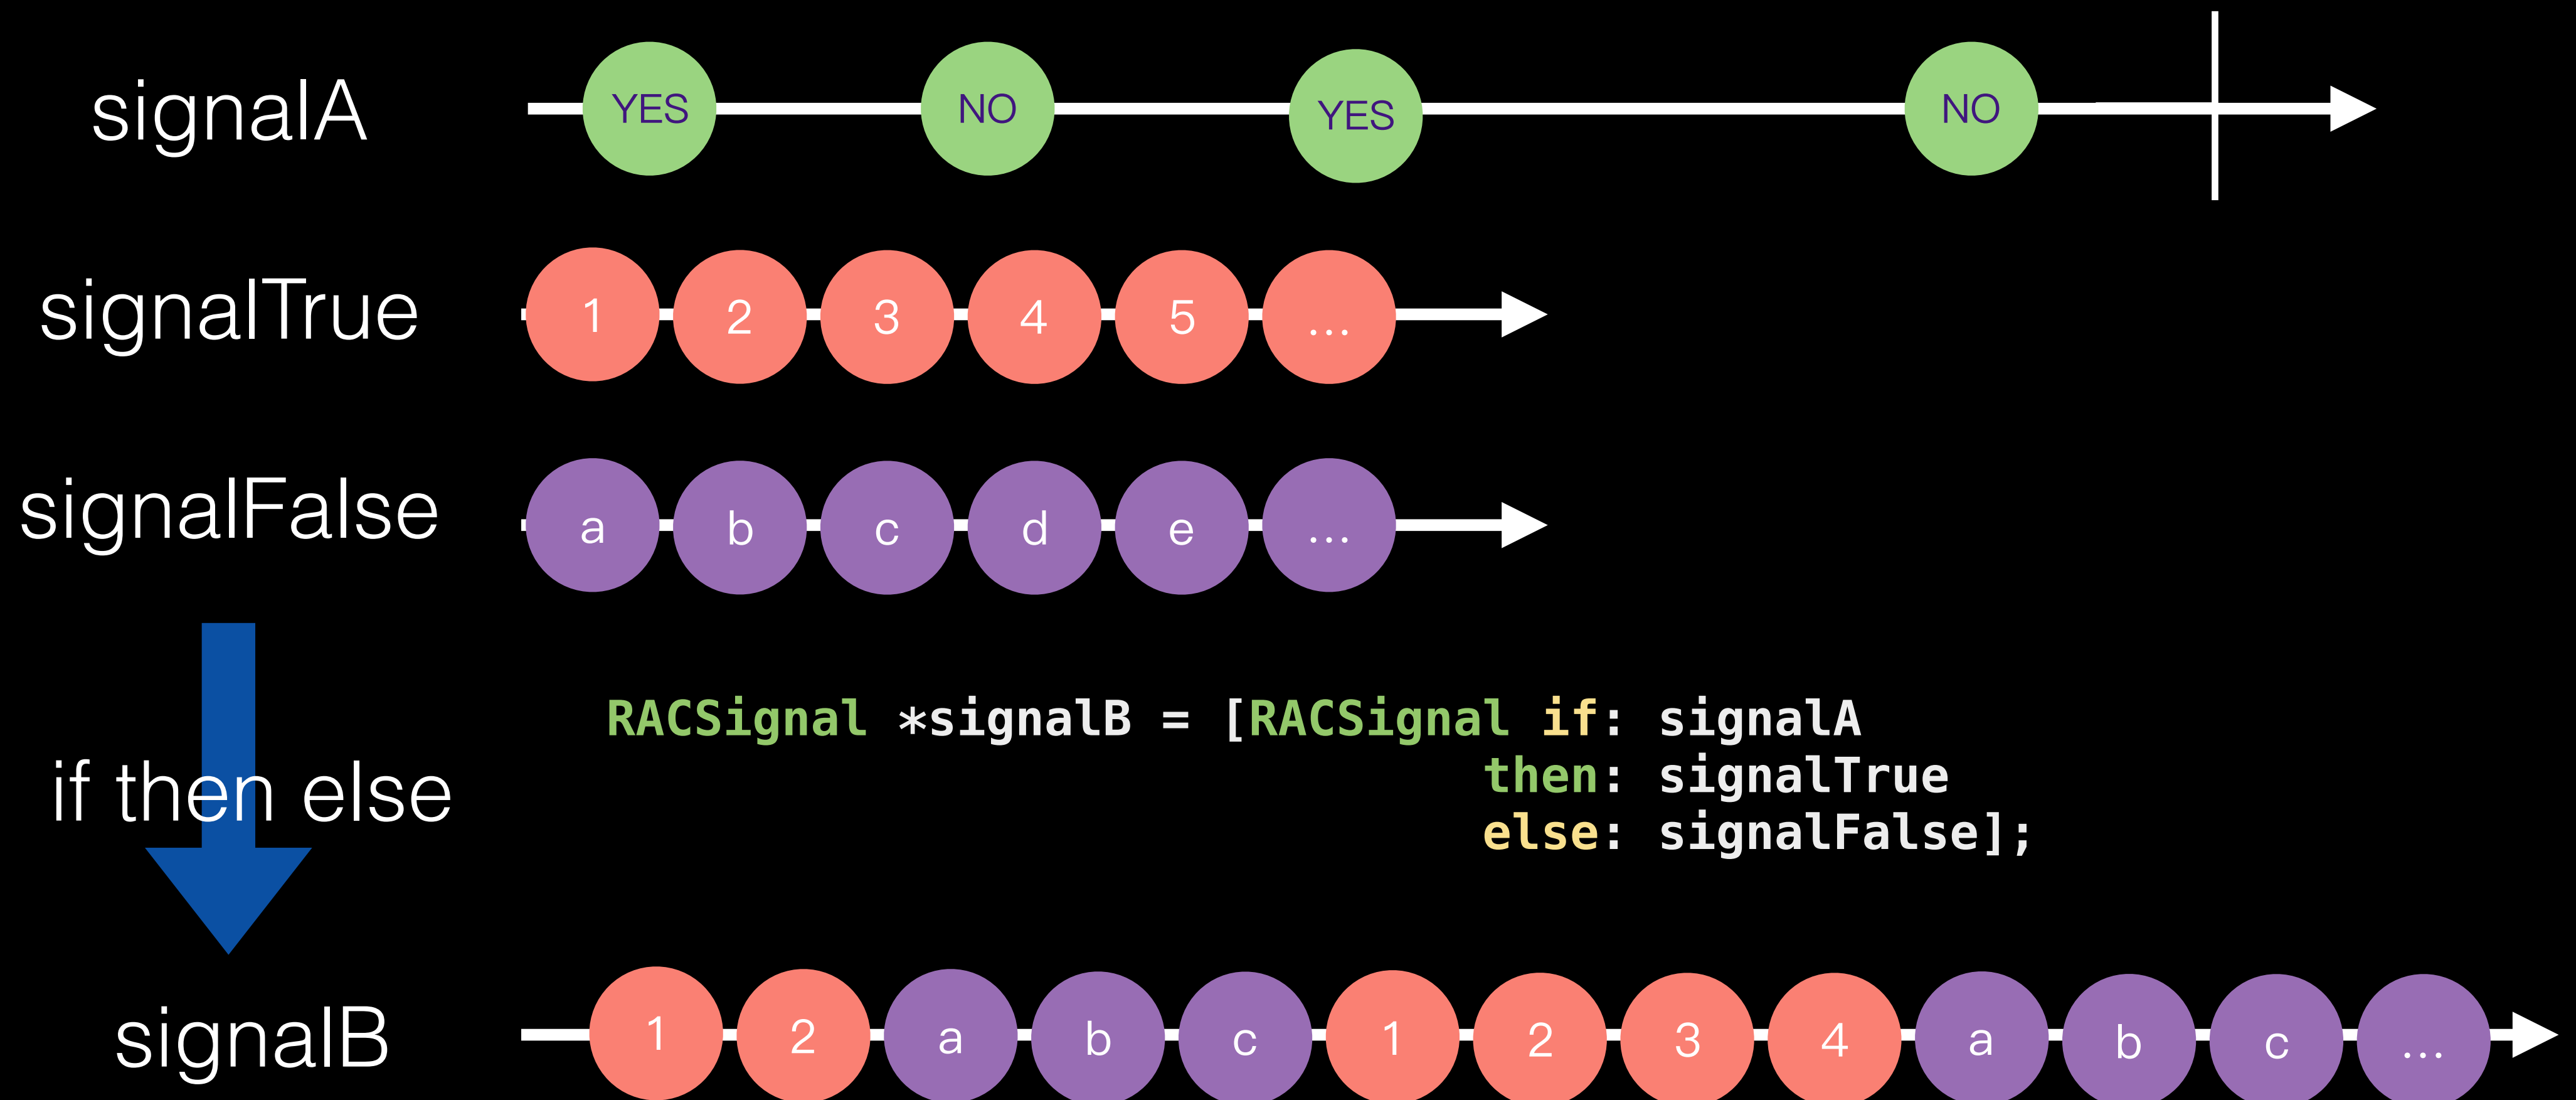 signalA YES NO YES NO
signalTrue 1 2 3 4 5 ...
signalFalse a b c d e ...
RACSignal *signalB = [RACSignal if: signalA
then: signalTrue
if then else
else: signalFalse];
signalB 1 2 a b c 1 2 3 4 a b c ...